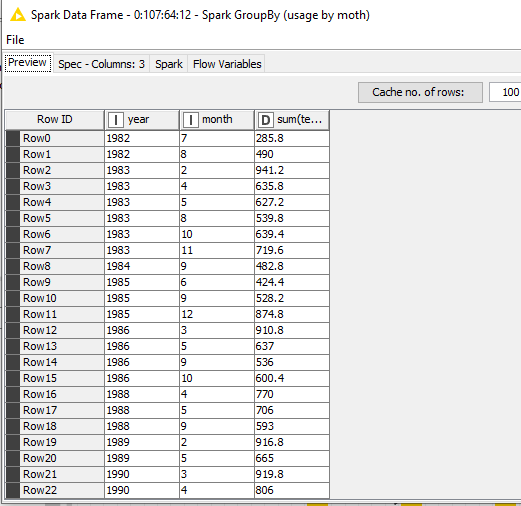 Spark Data Frame - 0:107:64:12 - Spark GroupBy (usage by moth)
File
Preview Spec - Columns: 3 Spark Flow Variables
Cache no. of rows: 100
Row ID I year I month D sum(te...
Row0 1982 7 285.8
Row1 1982 8 490
Row2 1983 2 941.2
Row3 1983 4 635.8
Row4 1983 5 627.2
Row5 1983 8 539.8
Row6 1983 10 639.4
Row7 1983 11 719.6
Row8 1984 9 482.8
Row9 1985 6 424.4
Row10 1985 9 528.2
Row11 1985 12 874.8
Row12 1986 3 910.8
Row13 1986 5 637
Row14 1986 9 536
Row15 1986 10 600.4
Row16 1988 4 770
Row17 1988 5 706
Row18 1988 9 593
Row19 1989 2 916.8
Row20 1989 5 665
Row21 1990 3 919.8
Row22 1990 4 806